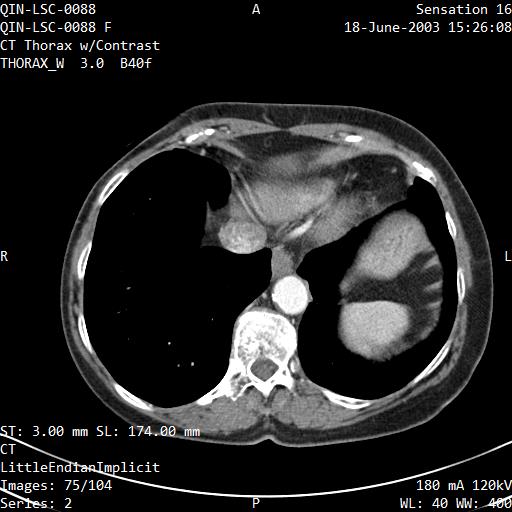 QIN-LSC-0088
A
Sensation 16
QIN-LSC-0088 F
18-June-2003 15:26:08
CT Thorax w/Contrast
THORAX_W 3.0 B40f
R
L
ST: 3.00 mm SL: 174.00 mm
CT
LittleEndianImplicit
Images: 75/104
180 mA 120kV
Series: 2
P
WL: 40 WW: 400